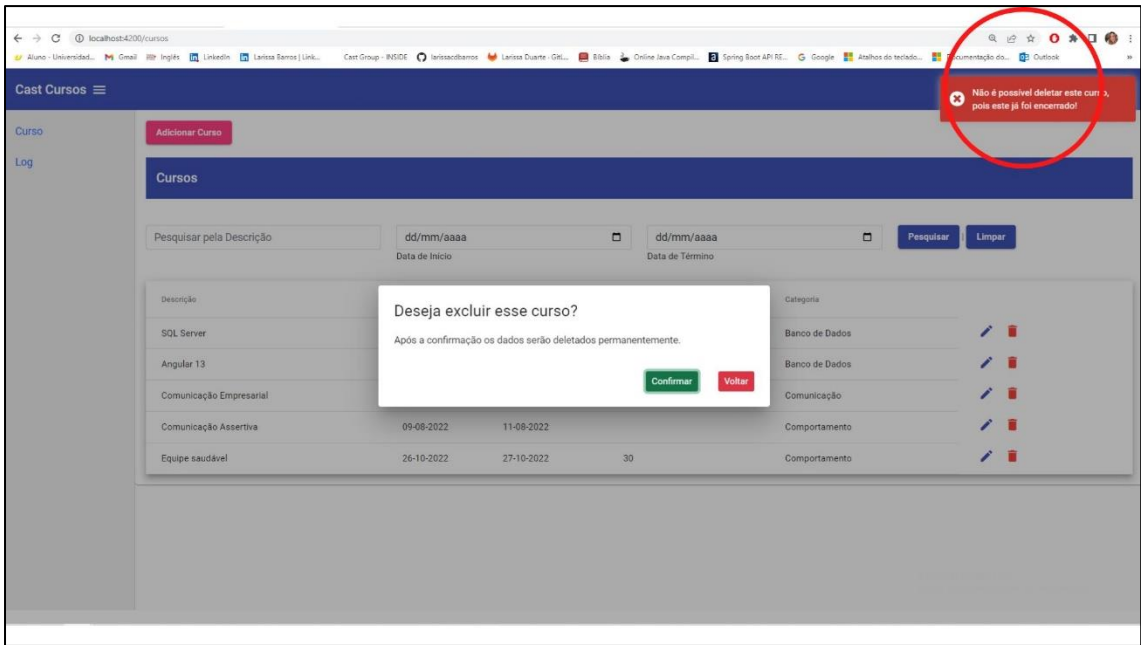 localhost:4200/cursos
Aluno - Universidad... Gmail Inglês Linkedin Larissa Barros | Link... Cast Group - INSIDE larissacdbarros Larissa Duarte · GitL... Bíblia Online Java Compil... Spring Boot API RE... Google Atalhos do teclado... Documentação do... Outlook »
Cast Cursos
Não é possível deletar este curso,
pois este já foi encerrado!
Curso
Adicionar Curso
Log
Cursos
Pesquisar pela Descrição dd/mm/aaaa dd/mm/aaaa Pesquisar | Limpar
Data de Início Data de Término
Descrição Categoria
Deseja excluir esse curso?
SQL Server Banco de Dados
Após a confirmação os dados serão deletados permanentemente.
Angular 13 Banco de Dados
Confirmar Voltar
Comunicação Empresarial Comunicação
Comunicação Assertiva 09-08-2022 11-08-2022 Comportamento
Equipe saudável 26-10-2022 27-10-2022 30 Comportamento